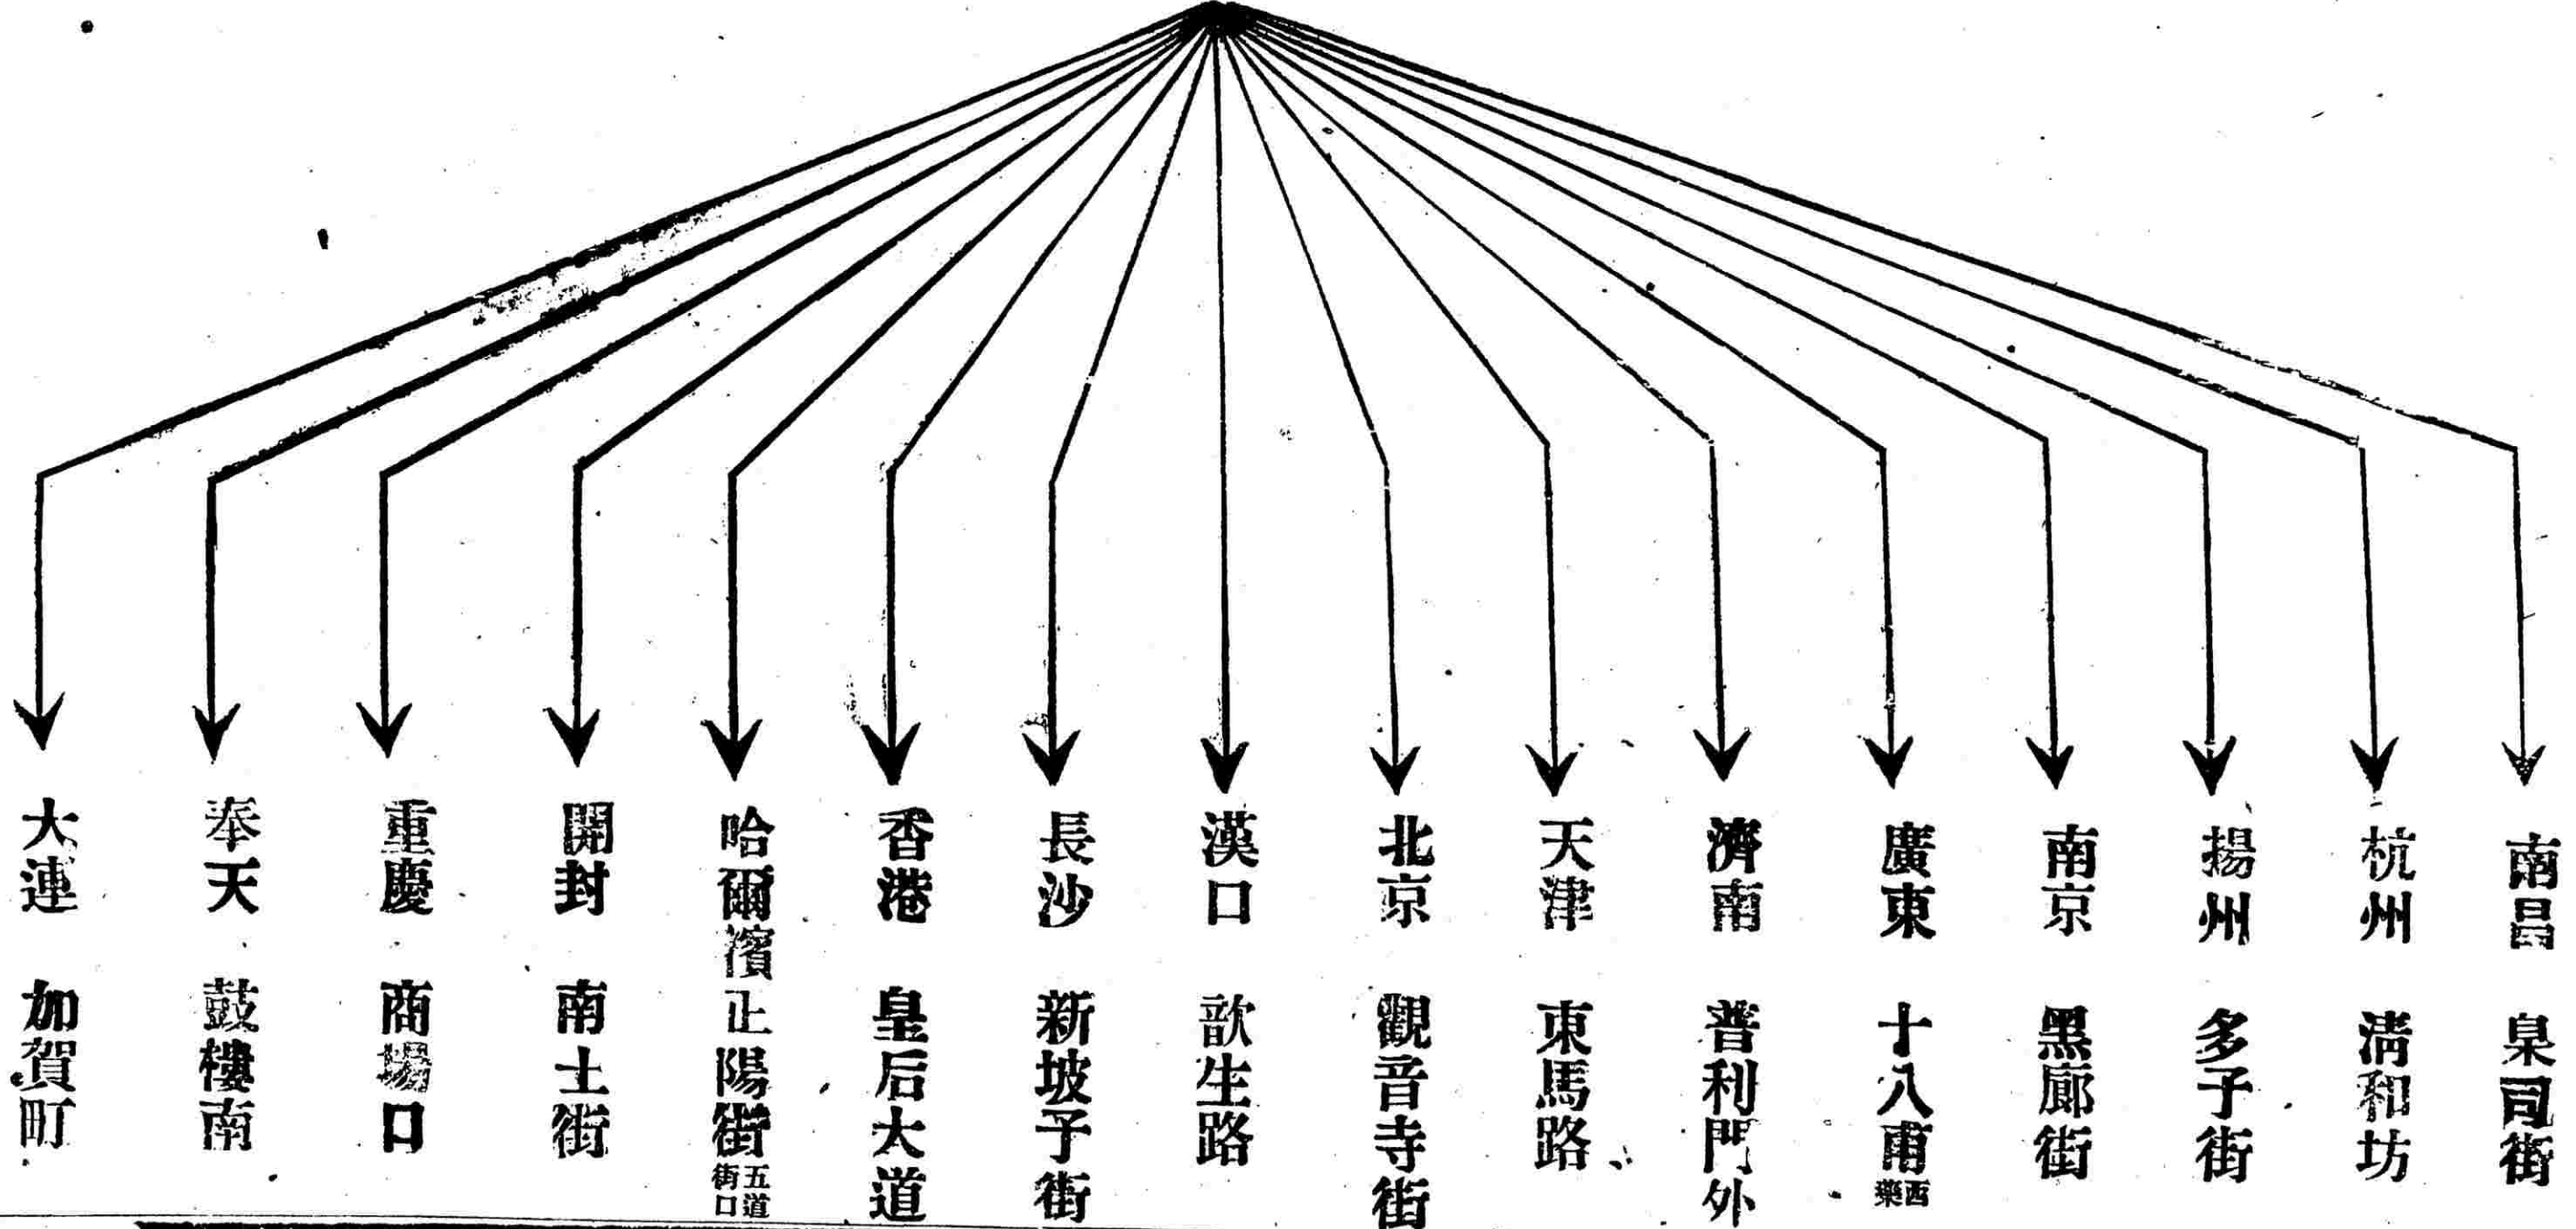 南昌 臬司街
杭州 淸和坊
揚州 多子街
南京 黑廊街
廣東 十八甫西藥
濟南 普利門外
天津 東馬路
北京 觀音寺街
漢口 歆生路
長沙 新坡子街
香港 皇后大道
哈爾濱正陽街五道街口
開封 南土街
重慶 商場口
奉天 鼓樓南
大連 加賀町